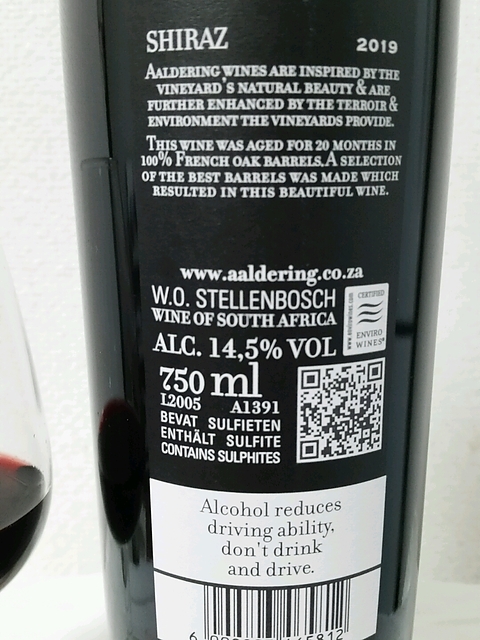 SHIRAZ
2019
AALDERING WINES ARE INSPIRED BY THE
VINEYARD'S NATURAL BEAUTY & ARE
FURTHER ENHANCED BY THE TERROIR &
ENVIRONMENT THE VINEYARDS PROVIDE.
THIS WINE WAS AGED FOR 20 MONTHS IN
100% FRENCH OAK BARRELS. A SELECTION
OF THE BEST BARRELS WAS MADE WHICH
RESULTED IN THIS BEAUTIFUL WINE.
www.aaldering.co.za
W.O. STELLENBOSCH
WINE OF SOUTH AFRICA
CERTIFIED
ENVIRO
WINES
ALC. 14,5% VOL
750 ml
L2005 A1391
BEVAT SULFIETEN
ENTHÄLT SULFITE
CONTAINS SULPHITES
Alcohol reduces
driving ability,
don't drink
and drive.